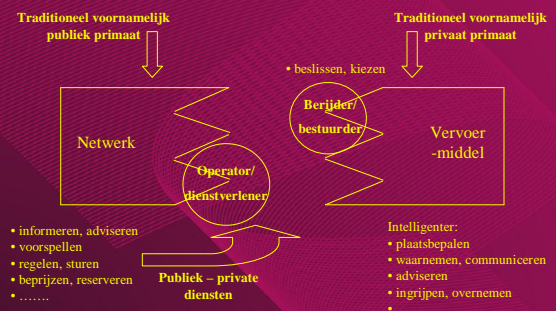 Traditioneel voornamelijk
publiek primaat
Traditioneel voornamelijk
privaat primaat
• beslissen, kiezen
Berijder/
bestuurder
Netwerk
Vervoer
-middel
Operator/
dienstverlener
• informeren, adviseren
• voorspellen
• regelen, sturen
• beprijzen, reserveren
• …….
Publiek – private
diensten
Intelligenter:
• plaatsbepalen
• waarnemen, communiceren
• adviseren
• ingrijpen, overnemen
•